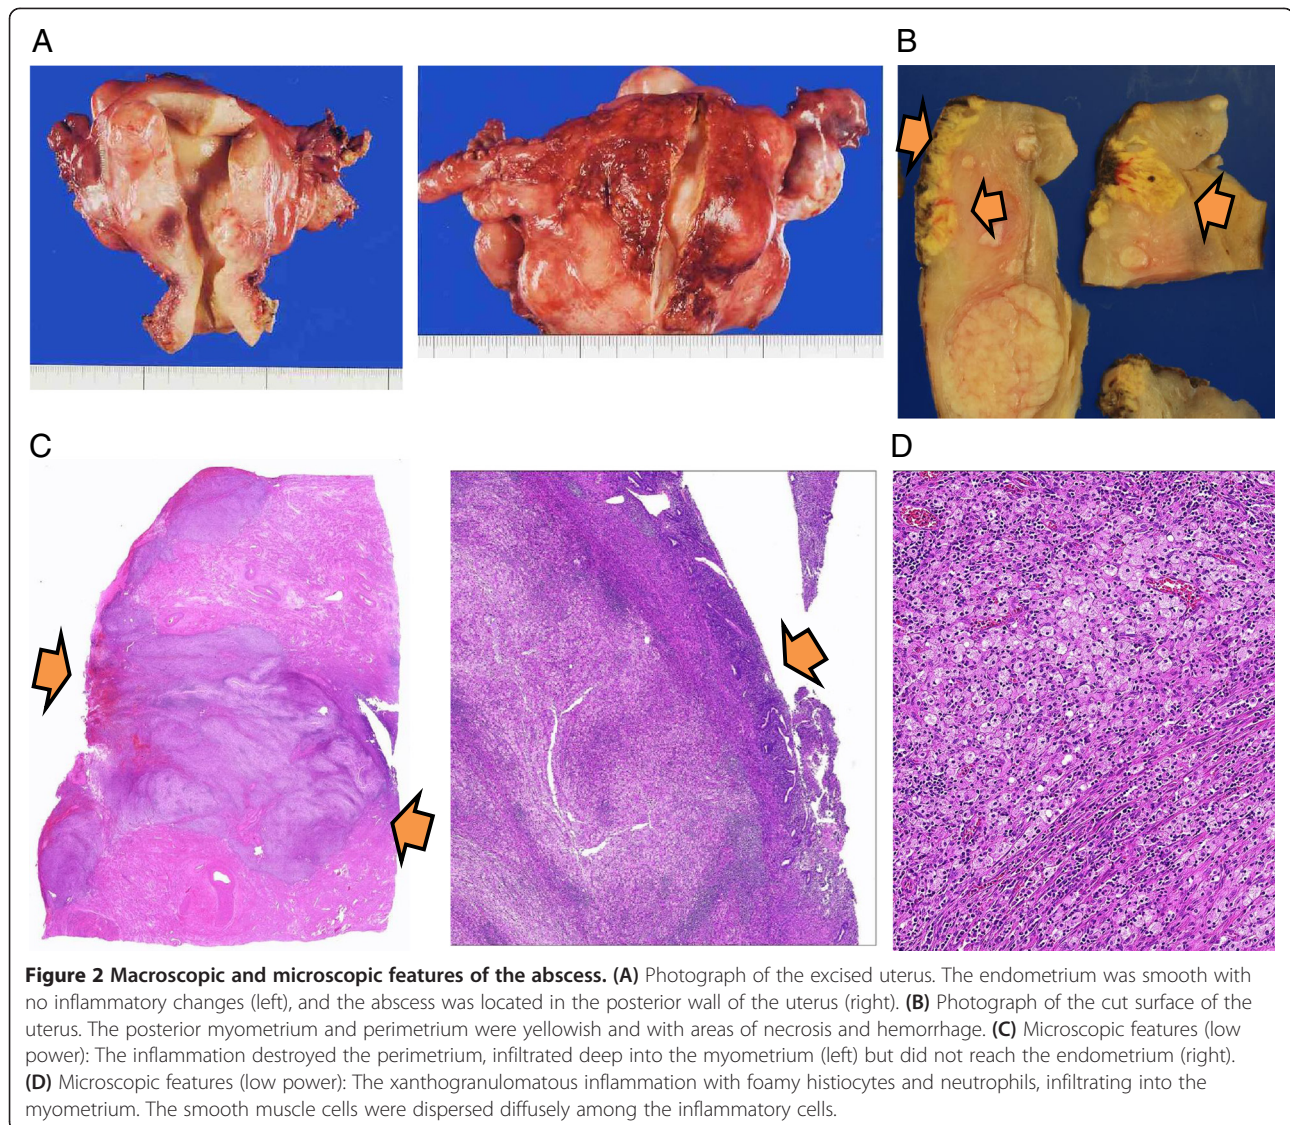 A
B
C
D
Figure 2 Macroscopic and microscopic features of the abscess. (A) Photograph of the excised uterus. The endometrium was smooth with
no inflammatory changes (left), and the abscess was located in the posterior wall of the uterus (right). (B) Photograph of the cut surface of the
uterus. The posterior myometrium and perimetrium were yellowish and with areas of necrosis and hemorrhage. (C) Microscopic features (low
power): The inflammation destroyed the perimetrium, infiltrated deep into the myometrium (left) but did not reach the endometrium (right).
(D) Microscopic features (low power): The xanthogranulomatous inflammation with foamy histiocytes and neutrophils, infiltrating into the
myometrium. The smooth muscle cells were dispersed diffusely among the inflammatory cells.